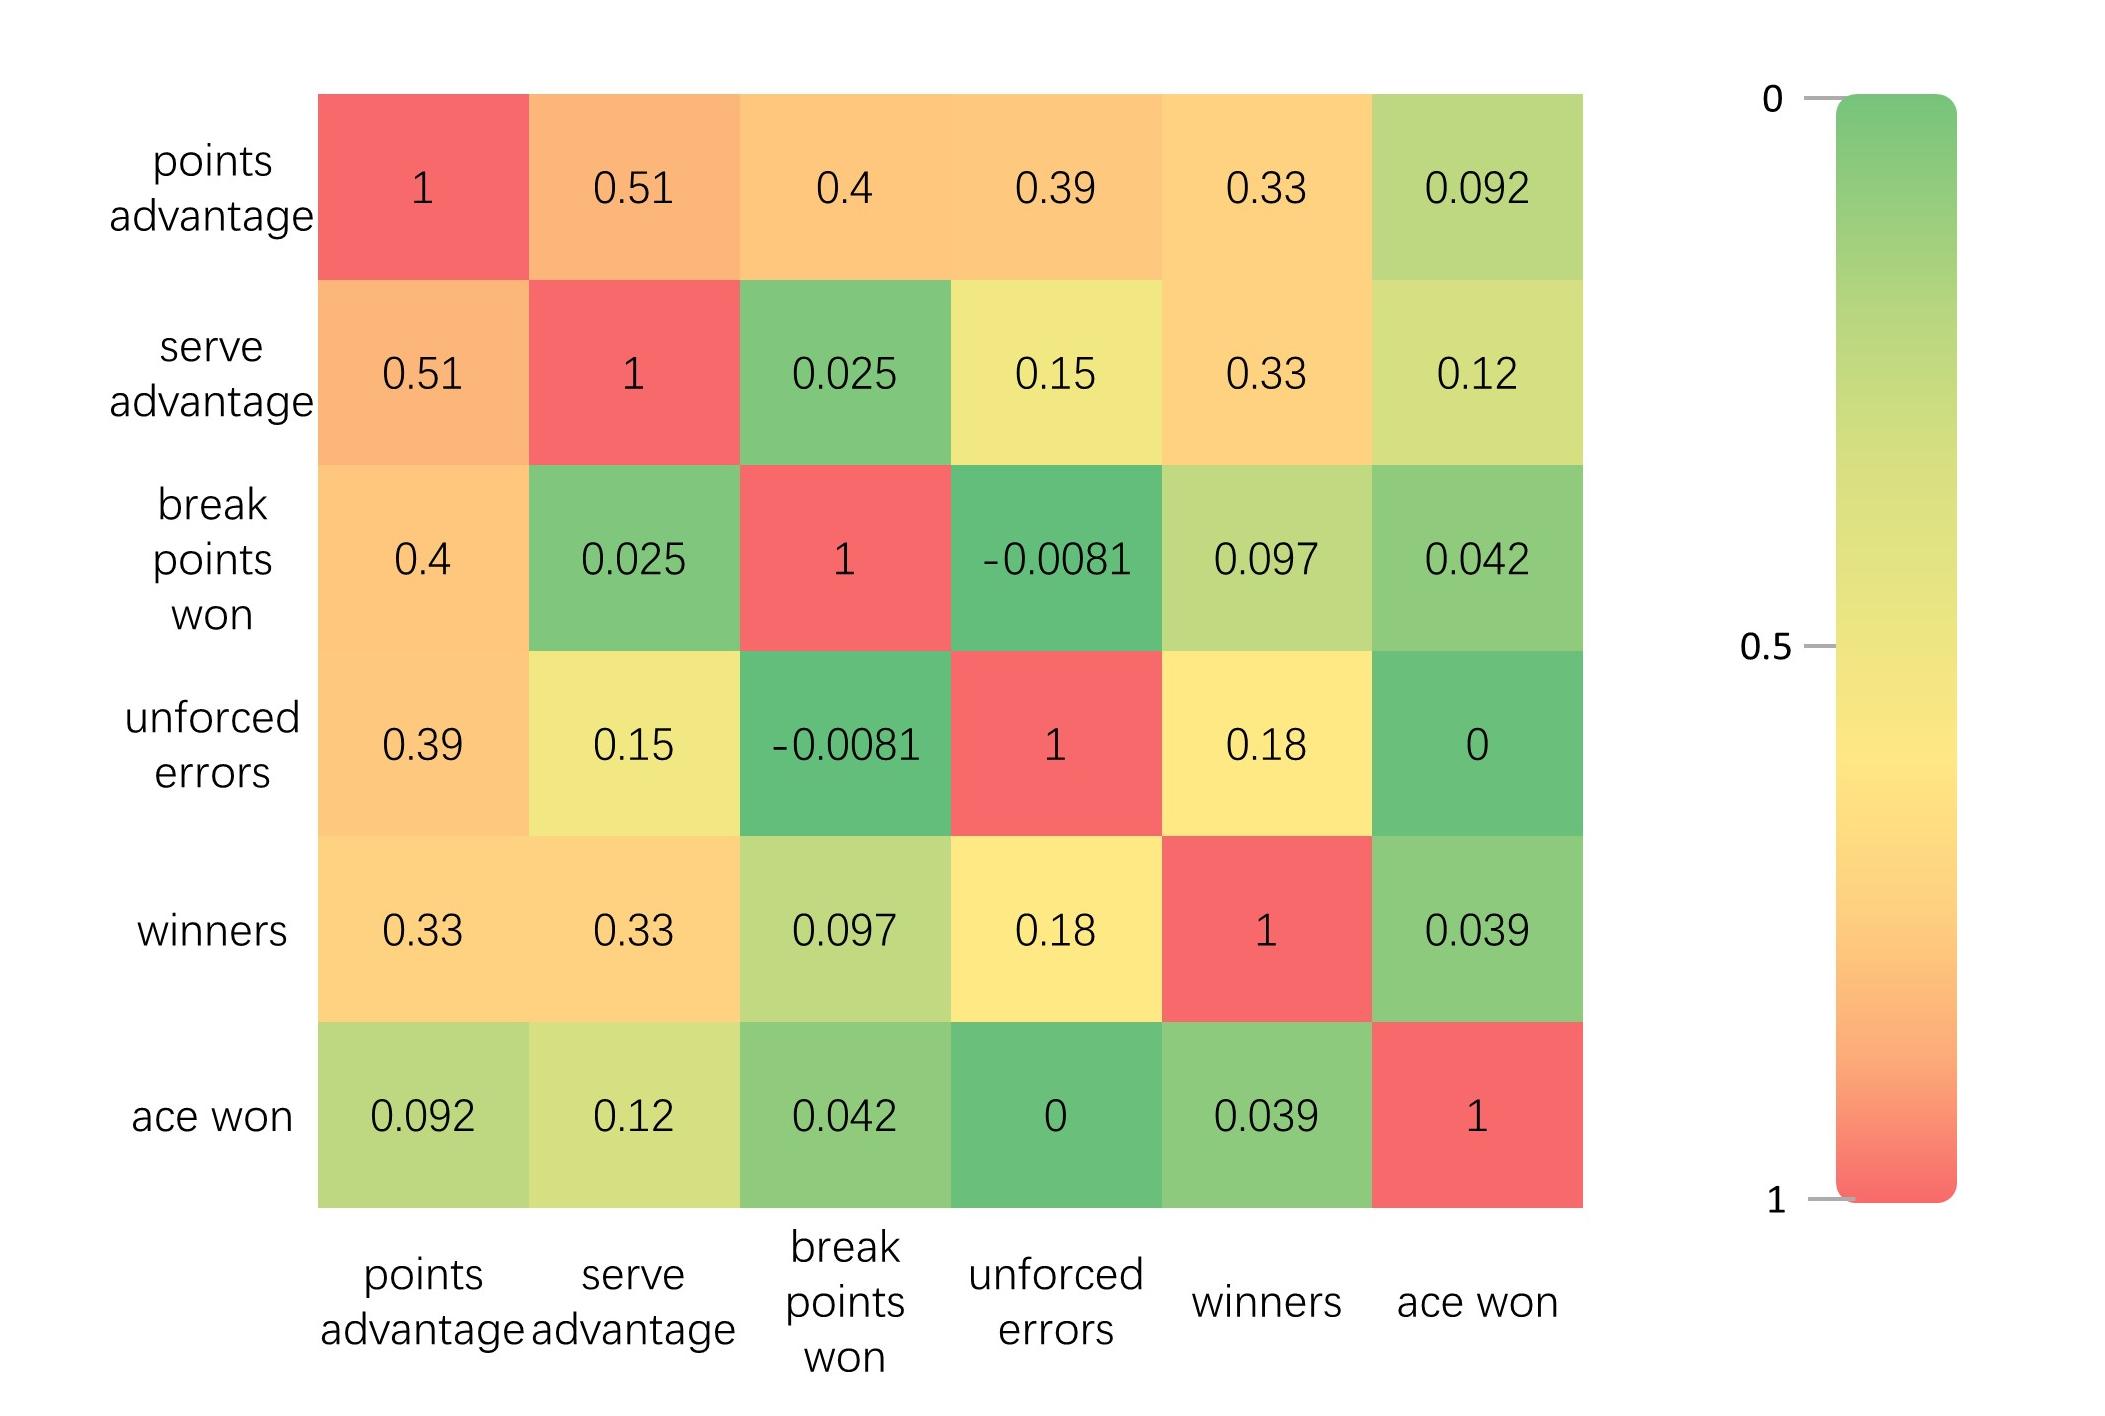 0
points
advantage
1
0.51
0.4
0.39
0.33
0.092
serve
advantage
0.51
1
0.025
0.15
0.33
0.12
break
points
won
0.4
0.025
1
-0.0081
0.097
0.042
0.5
unforced
errors
0.39
0.15
-0.0081
1
0.18
0
winners
0.33
0.33
0.097
0.18
1
0.039
ace won
0.092
0.12
0.042
0
0.039
1
1
points
advantage
serve
advantage
break
points
won
unforced
errors
winners
ace won